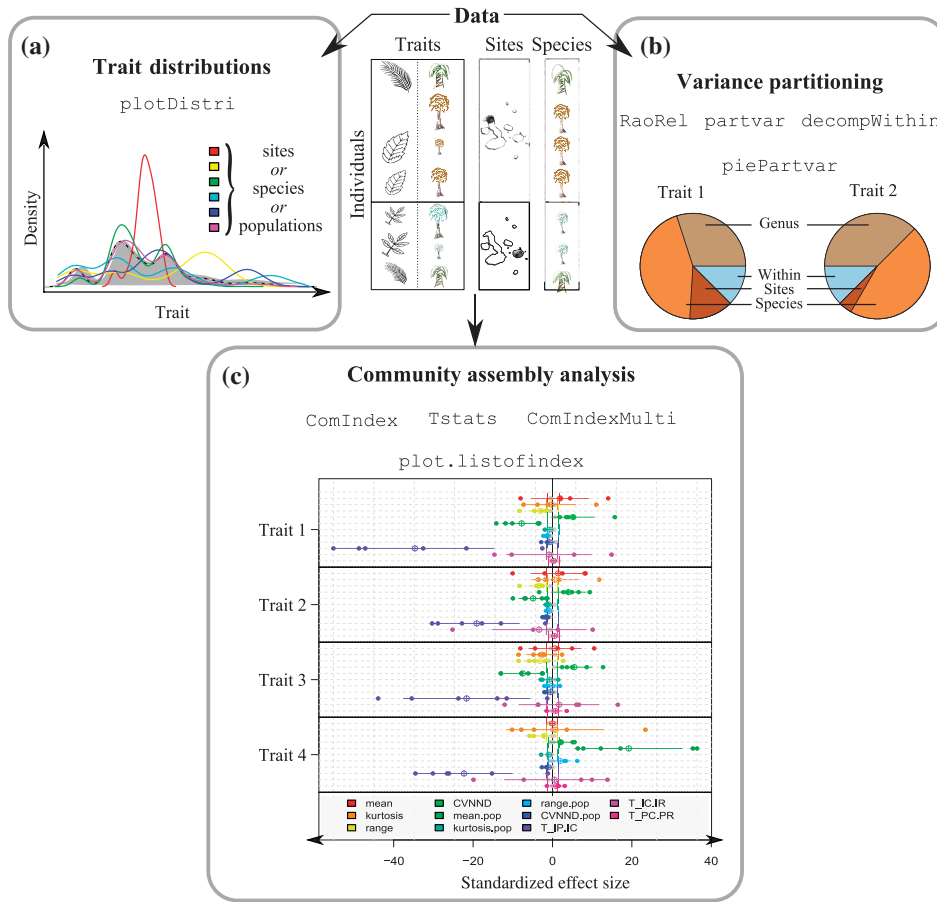 Data
(a)
Trait distributions
plotDistri
sites
or
species
or
populations
Density
Trait
Traits
Sites
Species
Individuals
(b)
Variance partitioning
RaoRel partvar decompWithin
piePartvar
Trait 1
Trait 2
Genus
Within
Sites
Species
(c)
Community assembly analysis
ComIndex Tstats ComIndexMulti
plot.listofindex
Trait 1
Trait 2
Trait 3
Trait 4
mean
kurtosis
range
CVNND
mean.pop
kurtosis.pop
range.pop
CVNND.pop
T_IP.IC
T_IC.IR
T_PC.PR
−40 −20 0 20 40
Standardized effect size